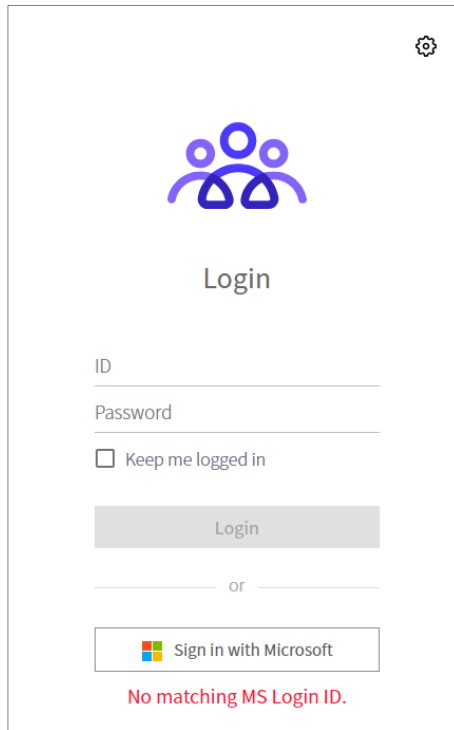 Login
ID
Password
Keep me logged in
Login
or
Sign in with Microsoft
No matching MS Login ID.